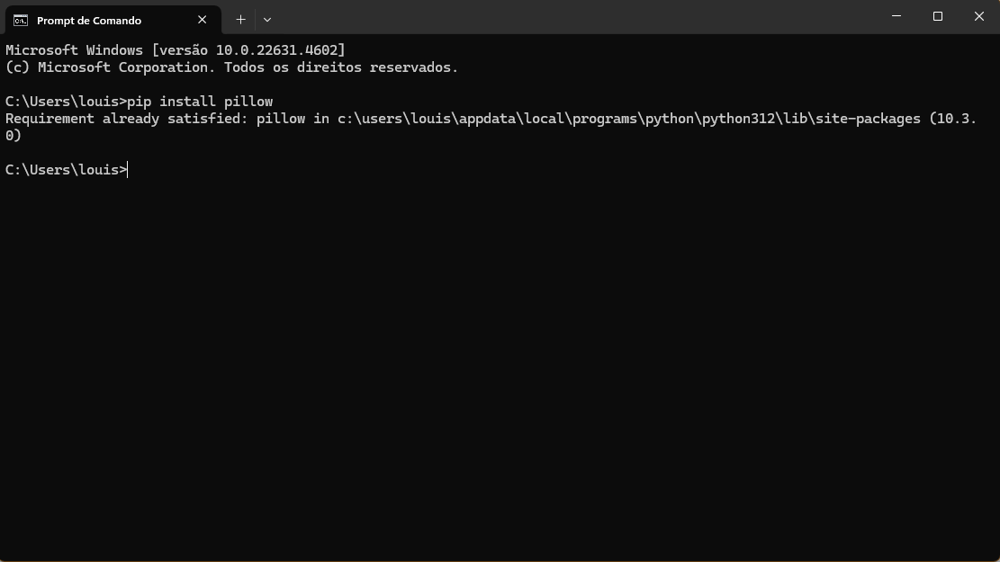 Prompt de Comando
Microsoft Windows [versão 10.0.22631.4602]
(c) Microsoft Corporation. Todos os direitos reservados.
C:\Users\louis>pip install pillow
Requirement already satisfied: pillow in c:\users\louis\appdata\local\programs\python\python312\lib\site-packages (10.3.
0)
C:\Users\louis>